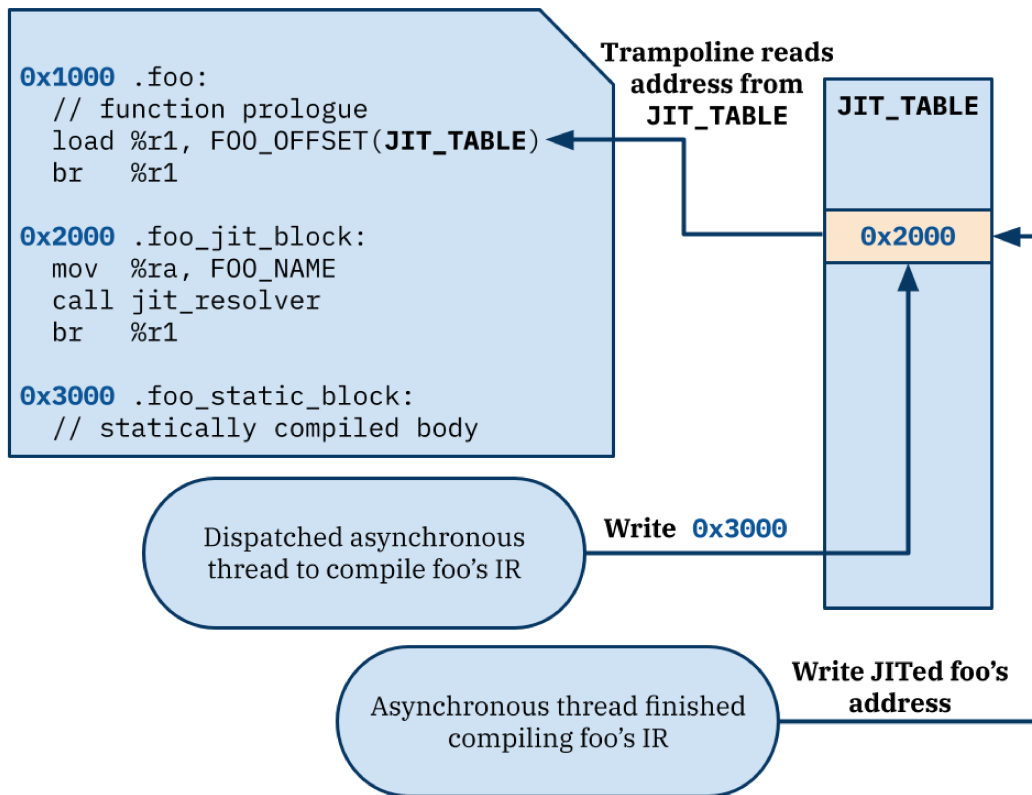 0x1000 .foo:
// function prologue
load %r1, FOO_OFFSET(JIT_TABLE)
br %r1
0x2000 .foo_jit_block:
mov %ra, FOO_NAME
call jit_resolver
br %r1
0x3000 .foo_static_block:
// statically compiled body
Trampoline reads
address from
JIT_TABLE
JIT_TABLE
0x2000
Dispatched asynchronous
thread to compile foo’s IR
Write 0x3000
Asynchronous thread finished
compiling foo’s IR
Write JITed foo’s
address